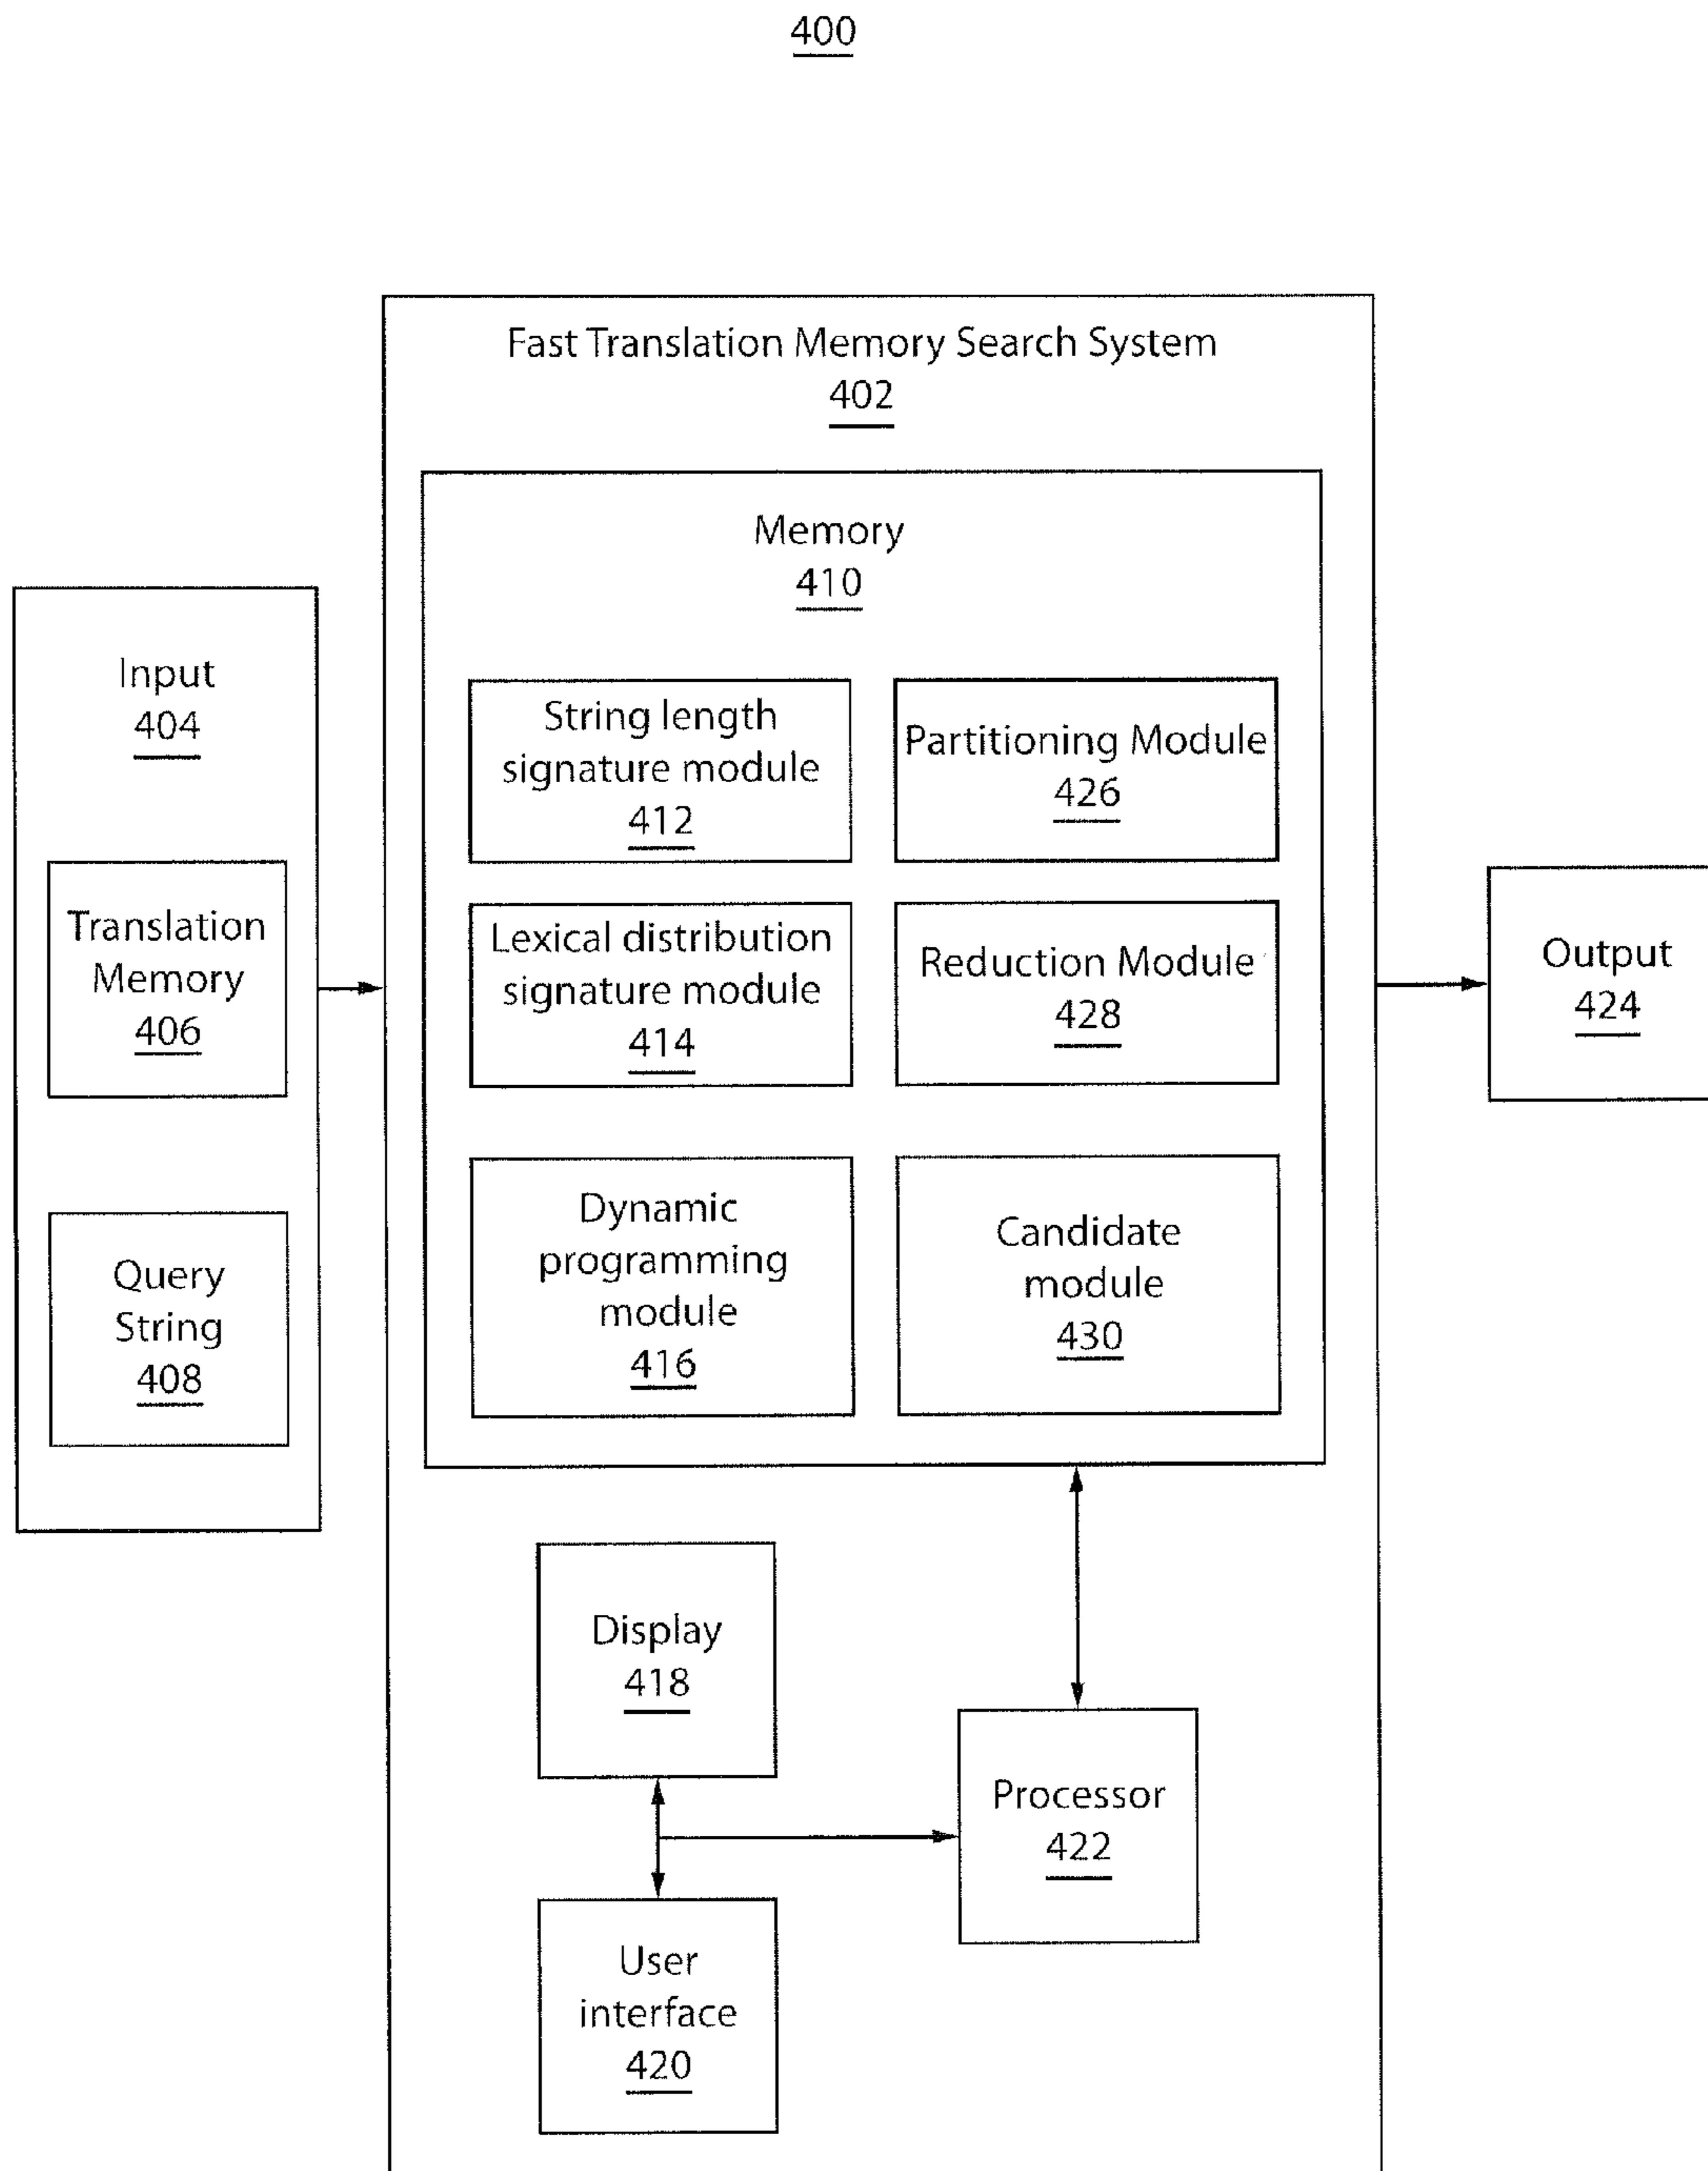 400
Fast Translation Memory Search System
402
Memory
410
Input
404
Translation
Memory
406
Query
String
408
String length
signature module
412
Partitioning Module
426
Lexical distribution
signature module
414
Reduction Module
428
Dynamic
programming
module
416
Candidate
module
430
Output
424
Display
418
Processor
422
User
interface
420